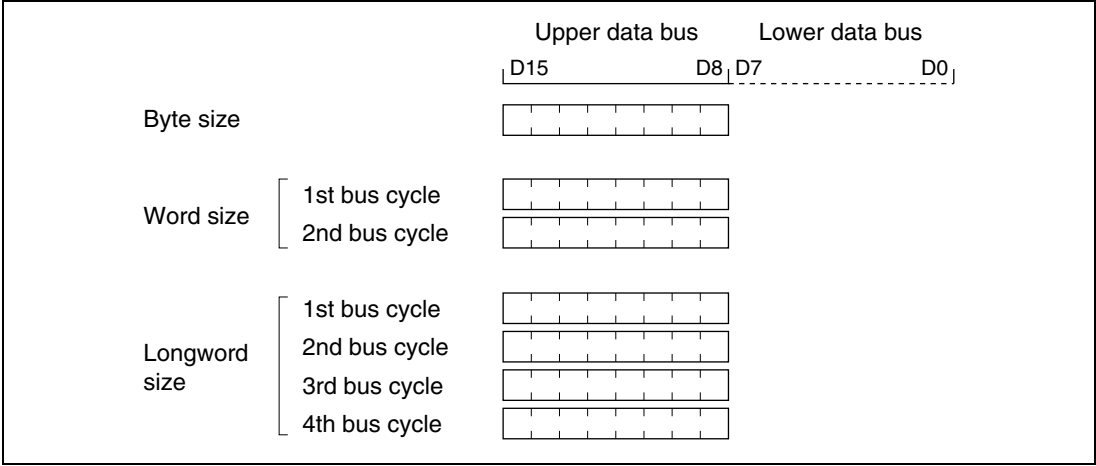 Upper data bus Lower data bus
D15 D8 D7 D0
Byte size
Word size
1st bus cycle
2nd bus cycle
Longword
size
1st bus cycle
2nd bus cycle
3rd bus cycle
4th bus cycle